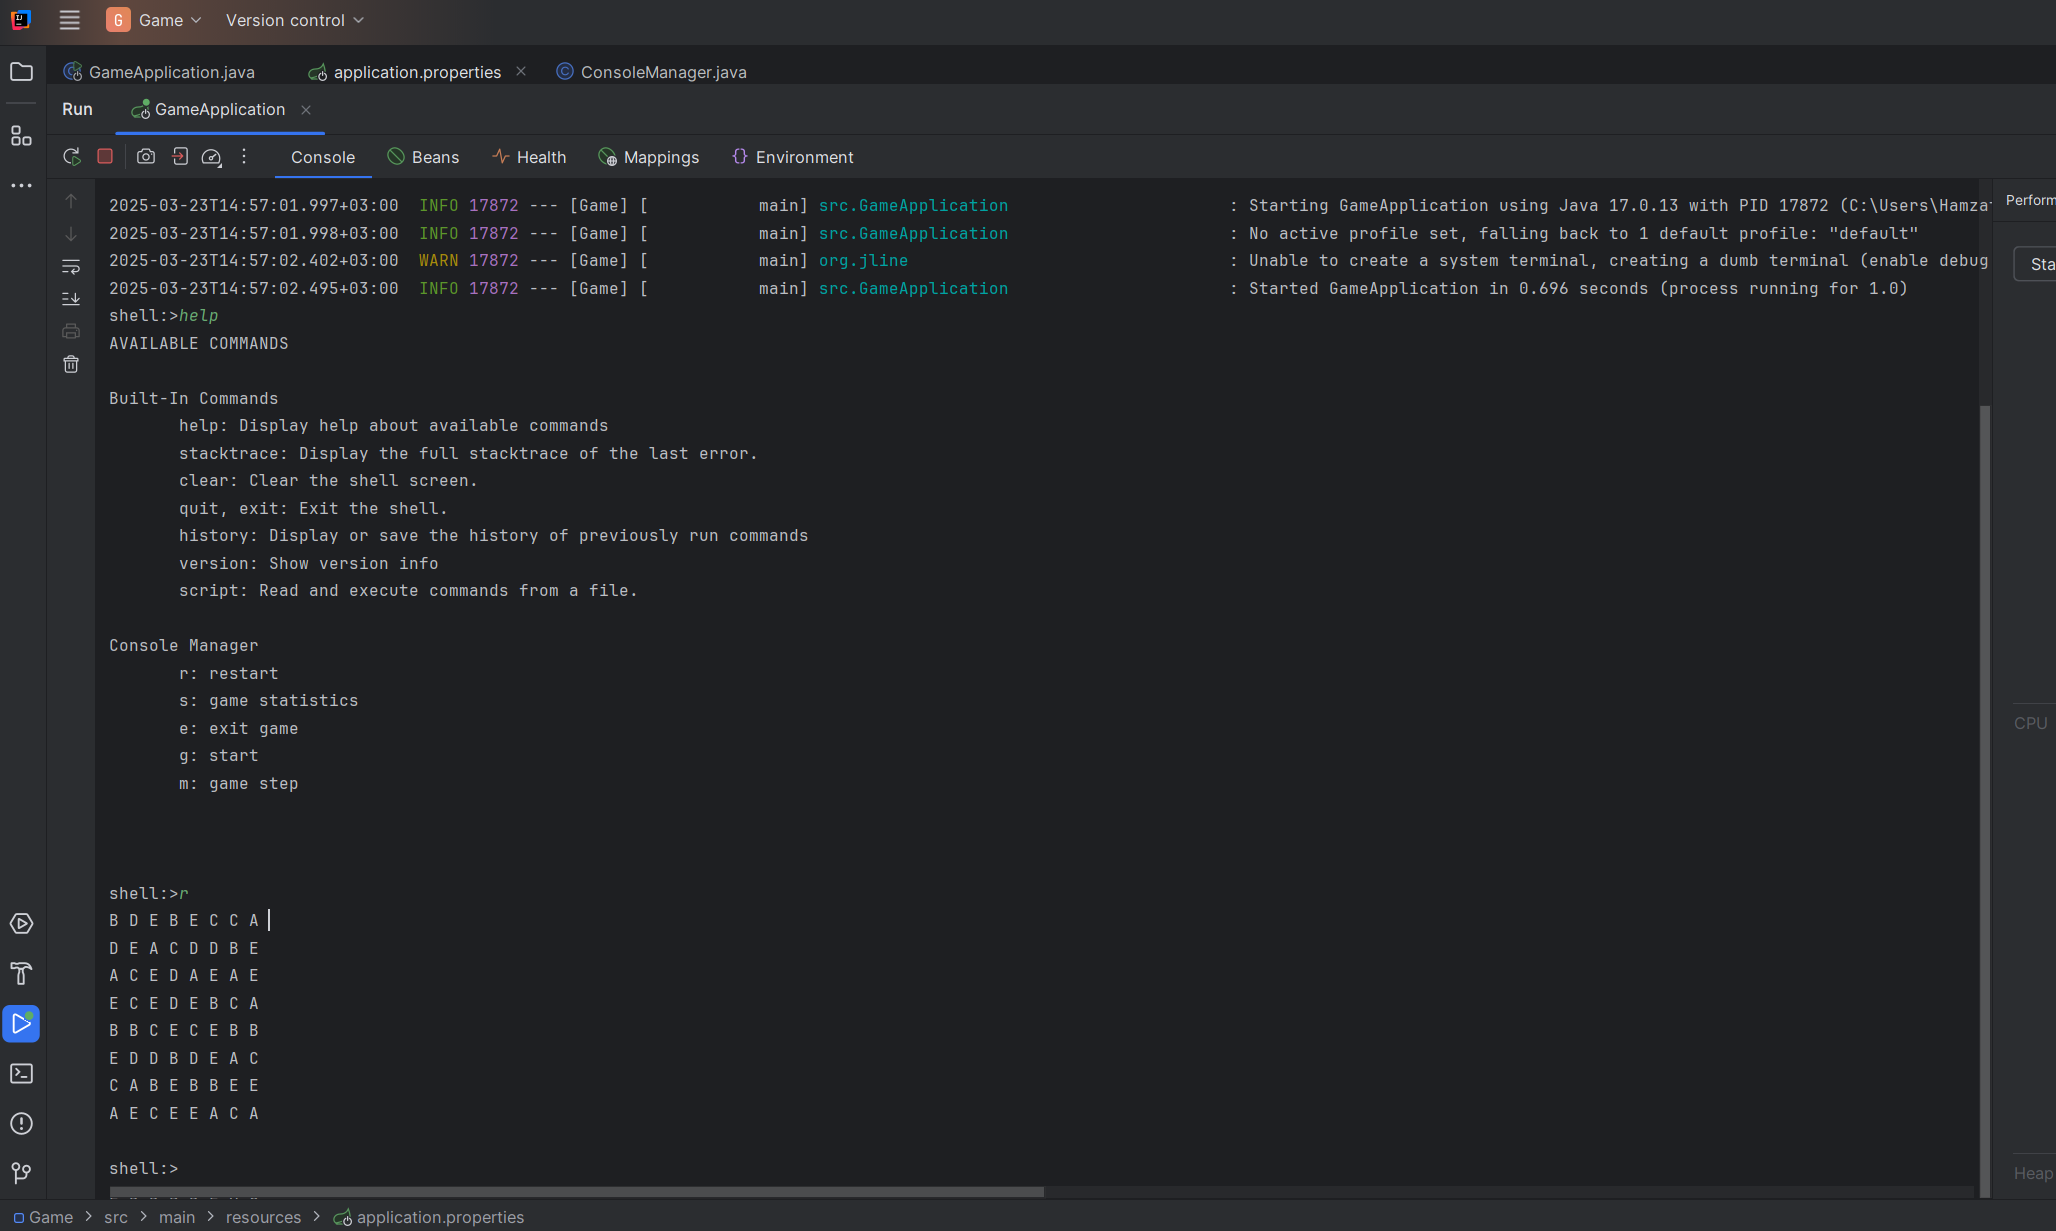 G Game Version control
GameApplication.java application.properties ConsoleManager.java
Run GameApplication
Console Beans Health Mappings Environment
2025-03-23T14:57:01.997+03:00  INFO 17872 --- [Game] [           main] src.GameApplication                      : Starting GameApplication using Java 17.0.13 with PID 17872 (C:\Users\Hamza
2025-03-23T14:57:01.998+03:00  INFO 17872 --- [Game] [           main] src.GameApplication                      : No active profile set, falling back to 1 default profile: "default"
2025-03-23T14:57:02.402+03:00  WARN 17872 --- [Game] [           main] org.jline                                : Unable to create a system terminal, creating a dumb terminal (enable debug
2025-03-23T14:57:02.495+03:00  INFO 17872 --- [Game] [           main] src.GameApplication                      : Started GameApplication in 0.696 seconds (process running for 1.0)
shell:>help
AVAILABLE COMMANDS
Built-In Commands
help: Display help about available commands
stacktrace: Display the full stacktrace of the last error.
clear: Clear the shell screen.
quit, exit: Exit the shell.
history: Display or save the history of previously run commands
version: Show version info
script: Read and execute commands from a file.
Console Manager
r: restart
s: game statistics
e: exit game
g: start
m: game step
shell:>r
B D E B E C C A
D E A C D D B E
A C E D A E A E
E C E D E B C A
B B C E C E B B
E D D B D E A C
C A B E B B E E
A E C E E A C A
shell:>
Perform
Sta
CPU
Heap
Game > src > main > resources > application.properties